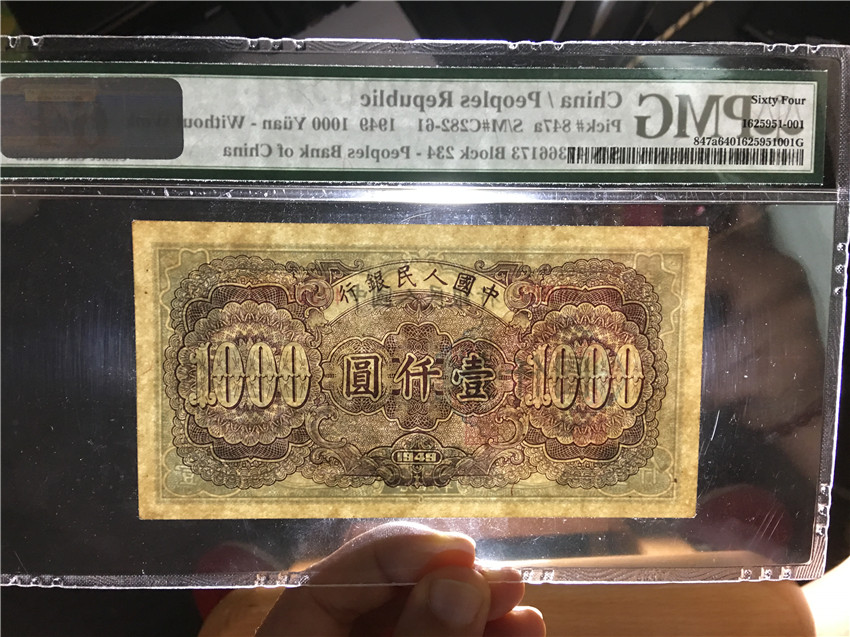 PMG
China / Peoples Republic
Pick# 847a S/M#C282-61 1949 1000 Yüan - Without
366173 Block 234 - Peoples Bank of China
Sixty Four
1625951-001
847a6401625951001G
中國人民銀行
1000
壹仟圓
1000
1949